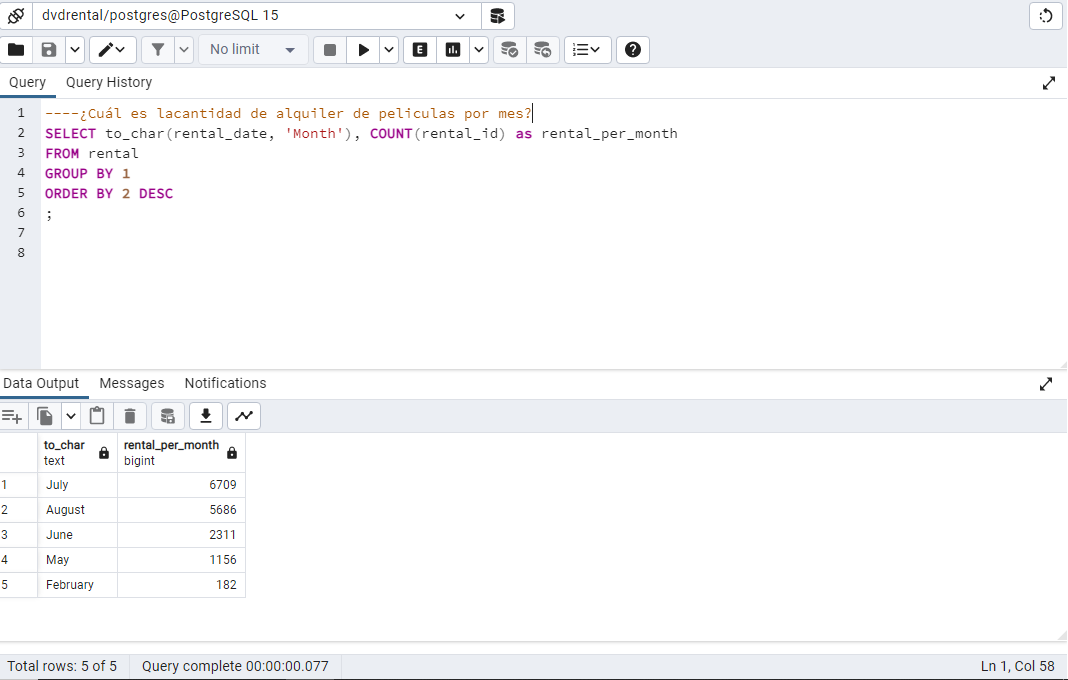 dvdrental/postgres@PostgreSQL 15
No limit
E
Query Query History
1 ----¿Cuál es lacantidad de alquiler de peliculas por mes?
2 SELECT to_char(rental_date, 'Month'), COUNT(rental_id) as rental_per_month
3 FROM rental
4 GROUP BY 1
5 ORDER BY 2 DESC
6 ;
7
8
Data Output Messages Notifications
to_char rental_per_month
text bigint
1 July 6709
2 August 5686
3 June 2311
4 May 1156
5 February 182
Total rows: 5 of 5 Query complete 00:00:00.077 Ln 1, Col 58